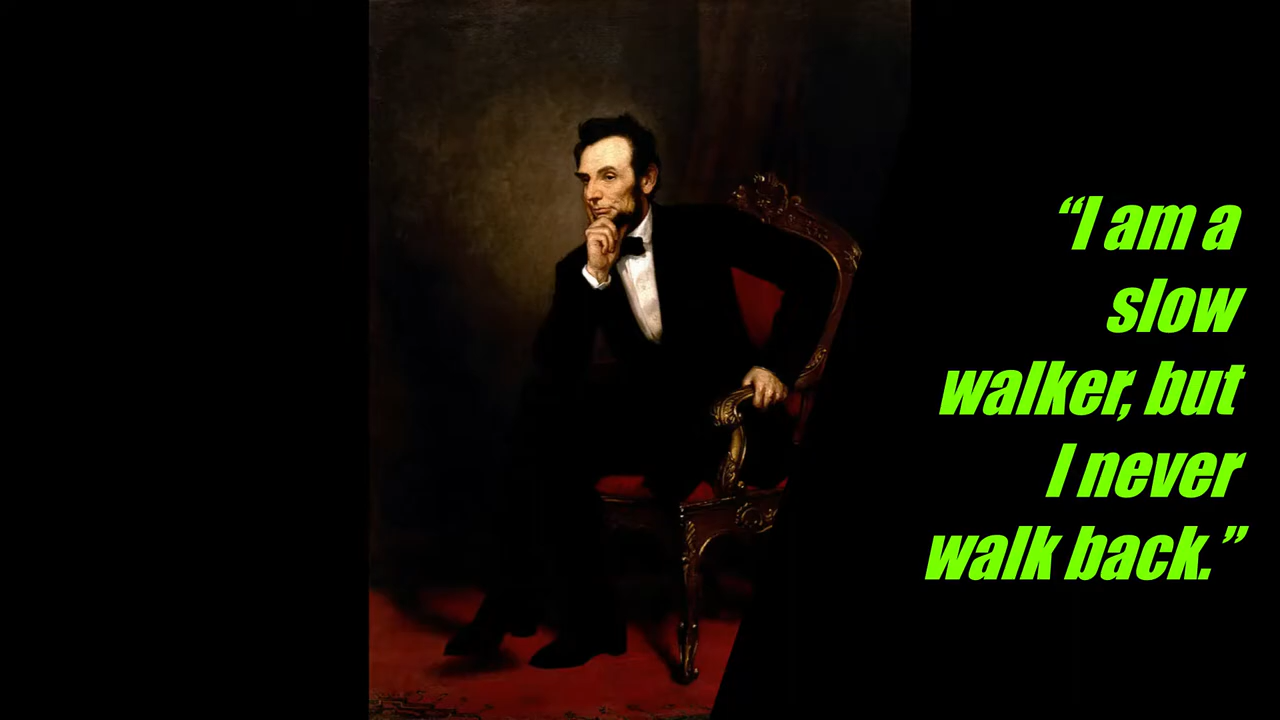 “I am a
slow
walker, but
I never
walk back.”